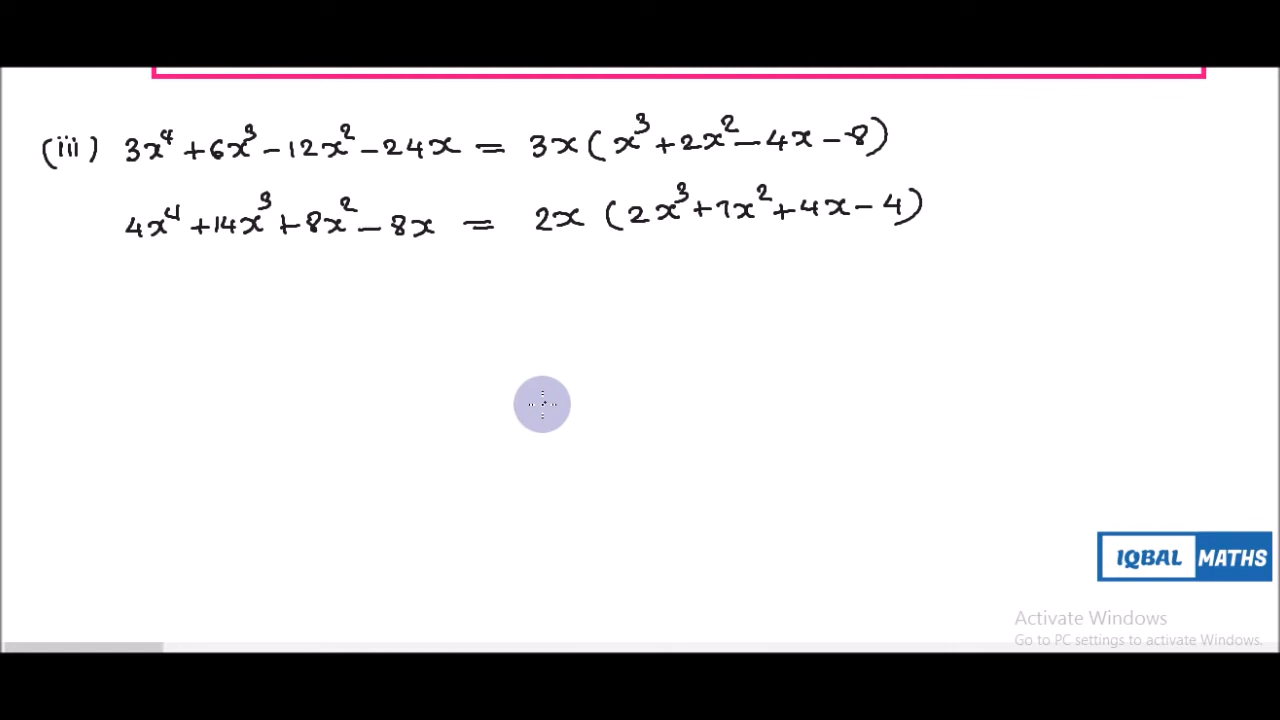 (iii) 3x⁴ + 6x³ - 12x² - 24x = 3x (x³ + 2x² - 4x - 8)
4x⁴ + 14x³ + 8x² - 8x = 2x (2x³ + 7x² + 4x - 4)
IQBAL MATHS
Activate Windows
Go to PC settings to activate Windows.